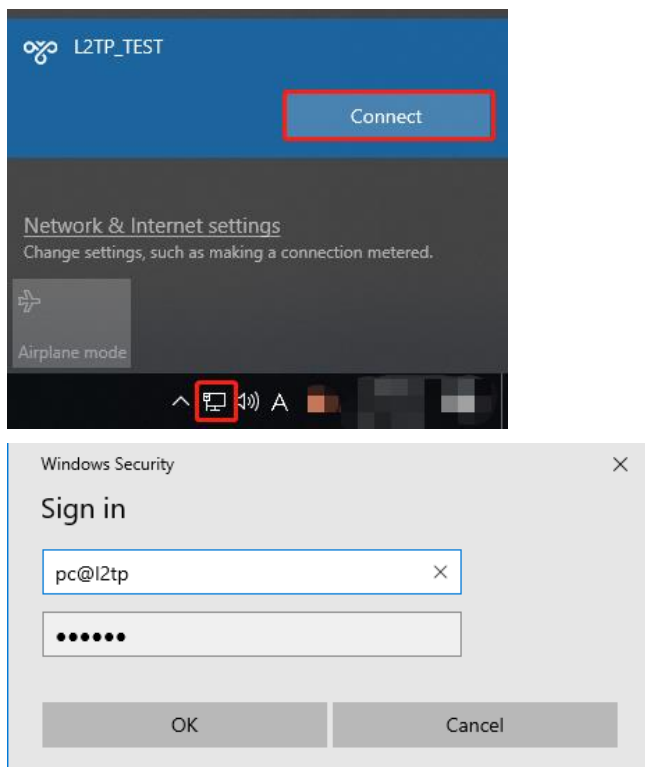 L2TP_TEST
Connect
Network & Internet settings
Change settings, such as making a connection metered.
Airplane mode
A
Windows Security
Sign in
pc@l2tp
••••••
OK
Cancel